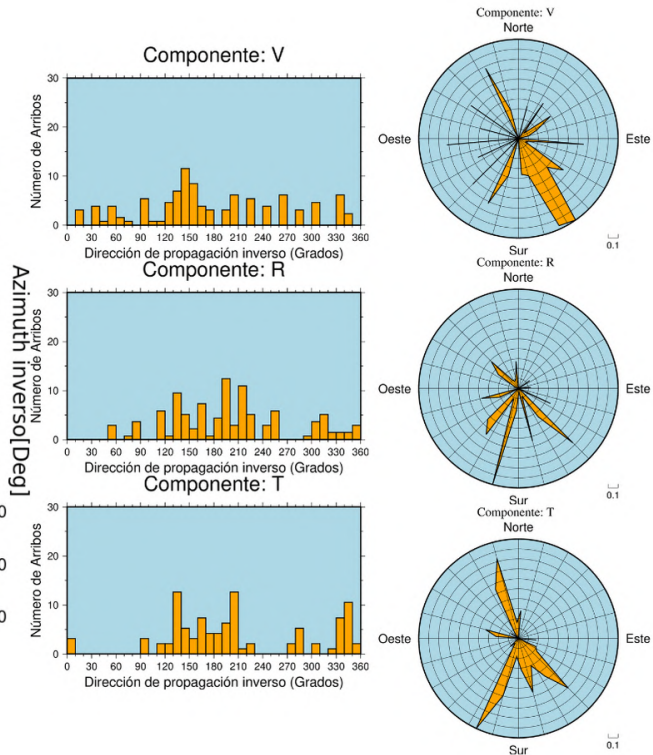 Componente: V
30
20
10
0
Número de Arribos
0 30 60 90 120 150 180 210 240 270 300 330 360
Dirección de propagación inverso (Grados)
Componente: V
Norte
Oeste
Este
Sur
0.1
Componente: R
30
20
10
0
Número de Arribos
0 30 60 90 120 150 180 210 240 270 300 330 360
Dirección de propagación inverso (Grados)
Componente: R
Norte
Oeste
Este
Sur
0.1
Azimuth inverso[Deg]
0
0
0
Componente: T
30
20
10
0
Número de Arribos
0 30 60 90 120 150 180 210 240 270 300 330 360
Dirección de propagación inverso (Grados)
Componente: T
Norte
Oeste
Este
Sur
0.1